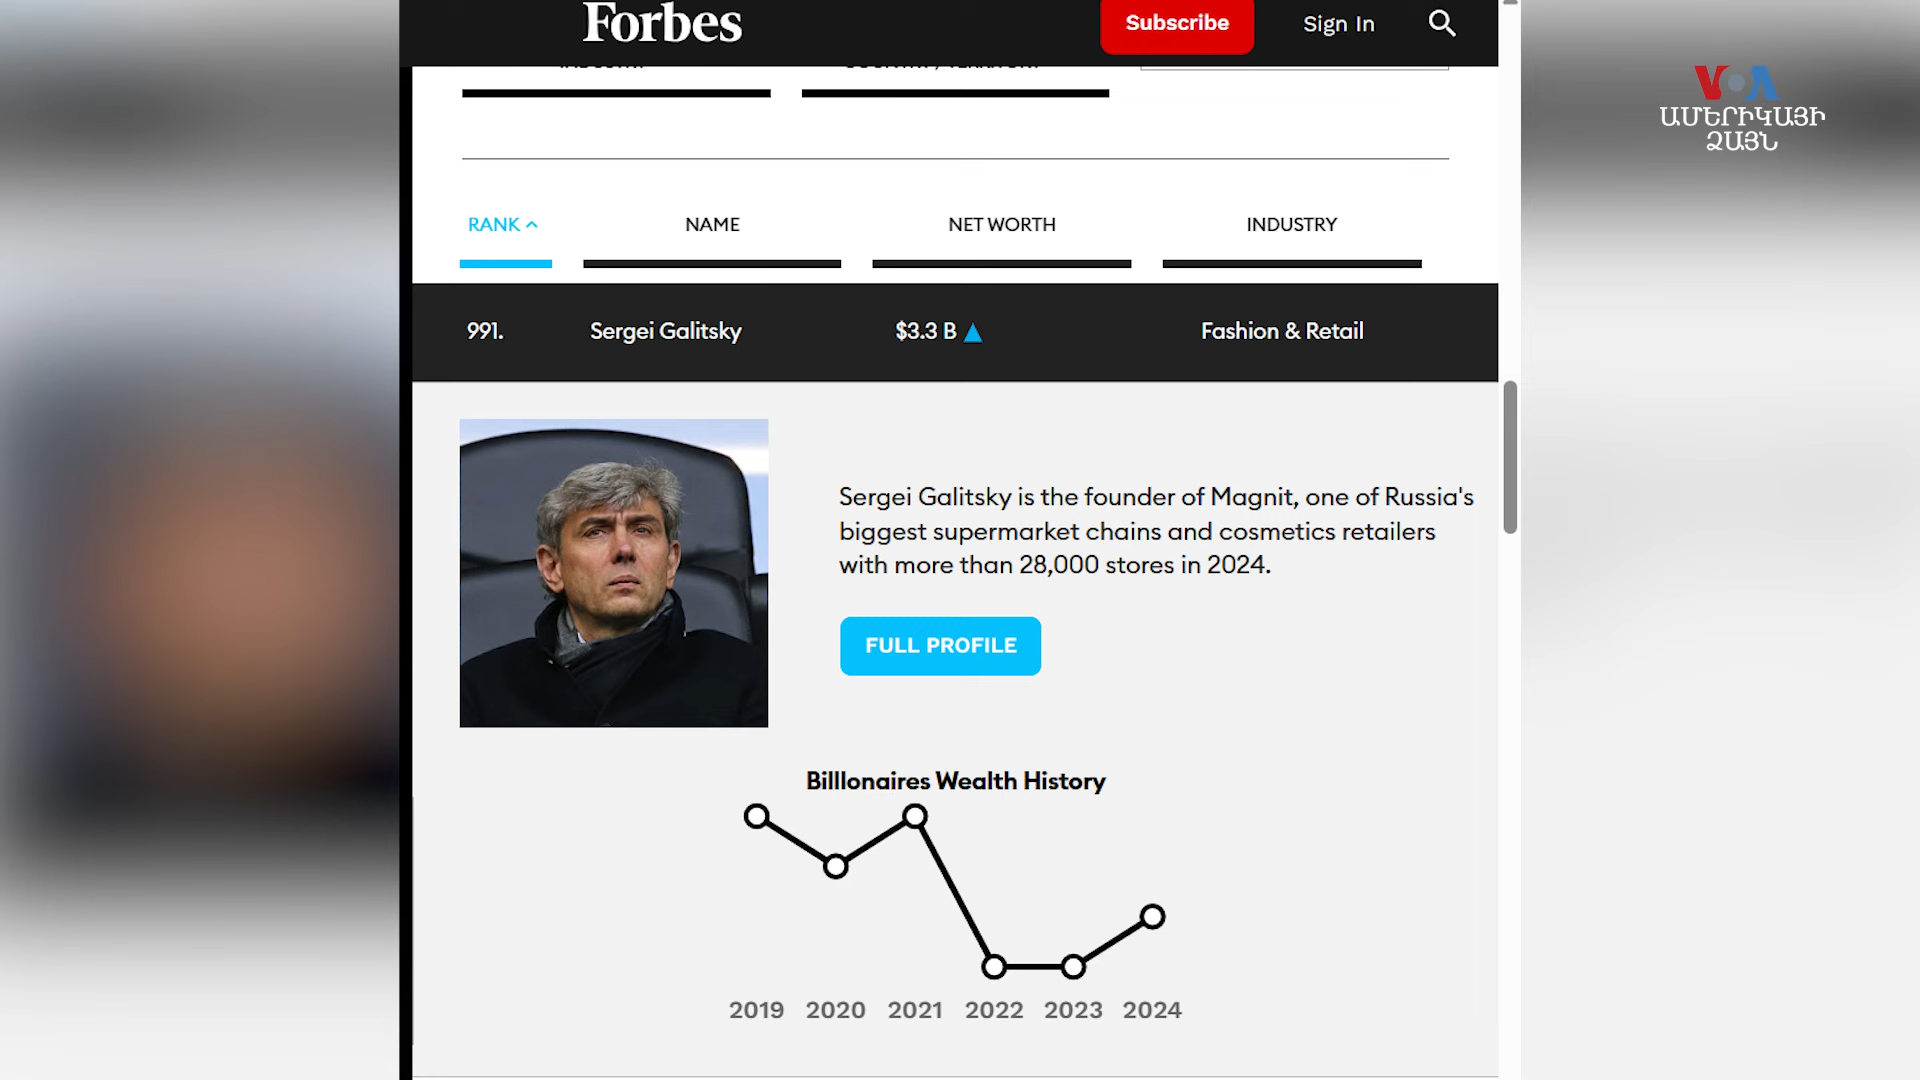 Forbes
Subscribe
Sign In
VOA
ԱՄԵՐԻԿԱՅԻ
ՁԱՅՆ
RANK
NAME
NET WORTH
INDUSTRY
991.
Sergei Galitsky
$3.3 B
Fashion & Retail
Sergei Galitsky is the founder of Magnit, one of Russia's
biggest supermarket chains and cosmetics retailers
with more than 28,000 stores in 2024.
FULL PROFILE
Billlonaires Wealth History
2019 2020 2021 2022 2023 2024